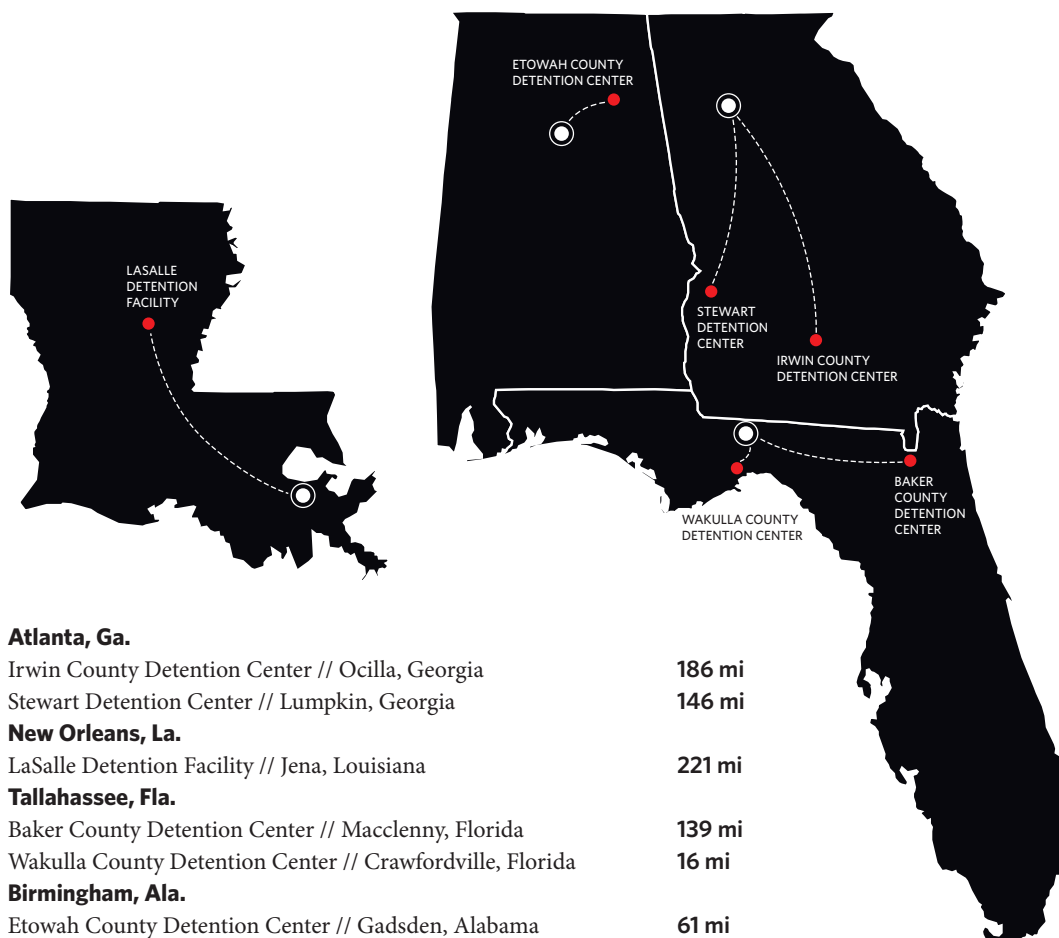 ETOWAH COUNTY
DETENTION CENTER
LASALLE
DETENTION
FACILITY
STEWART
DETENTION
CENTER
IRWIN COUNTY
DETENTION CENTER
BAKER
COUNTY
DETENTION
CENTER
WAKULLA COUNTY
DETENTION CENTER
Atlanta, Ga.
Irwin County Detention Center // Ocilla, Georgia 186 mi
Stewart Detention Center // Lumpkin, Georgia 146 mi
New Orleans, La.
LaSalle Detention Facility // Jena, Louisiana 221 mi
Tallahassee, Fla.
Baker County Detention Center // Macclenny, Florida 139 mi
Wakulla County Detention Center // Crawfordville, Florida 16 mi
Birmingham, Ala.
Etowah County Detention Center // Gadsden, Alabama 61 mi